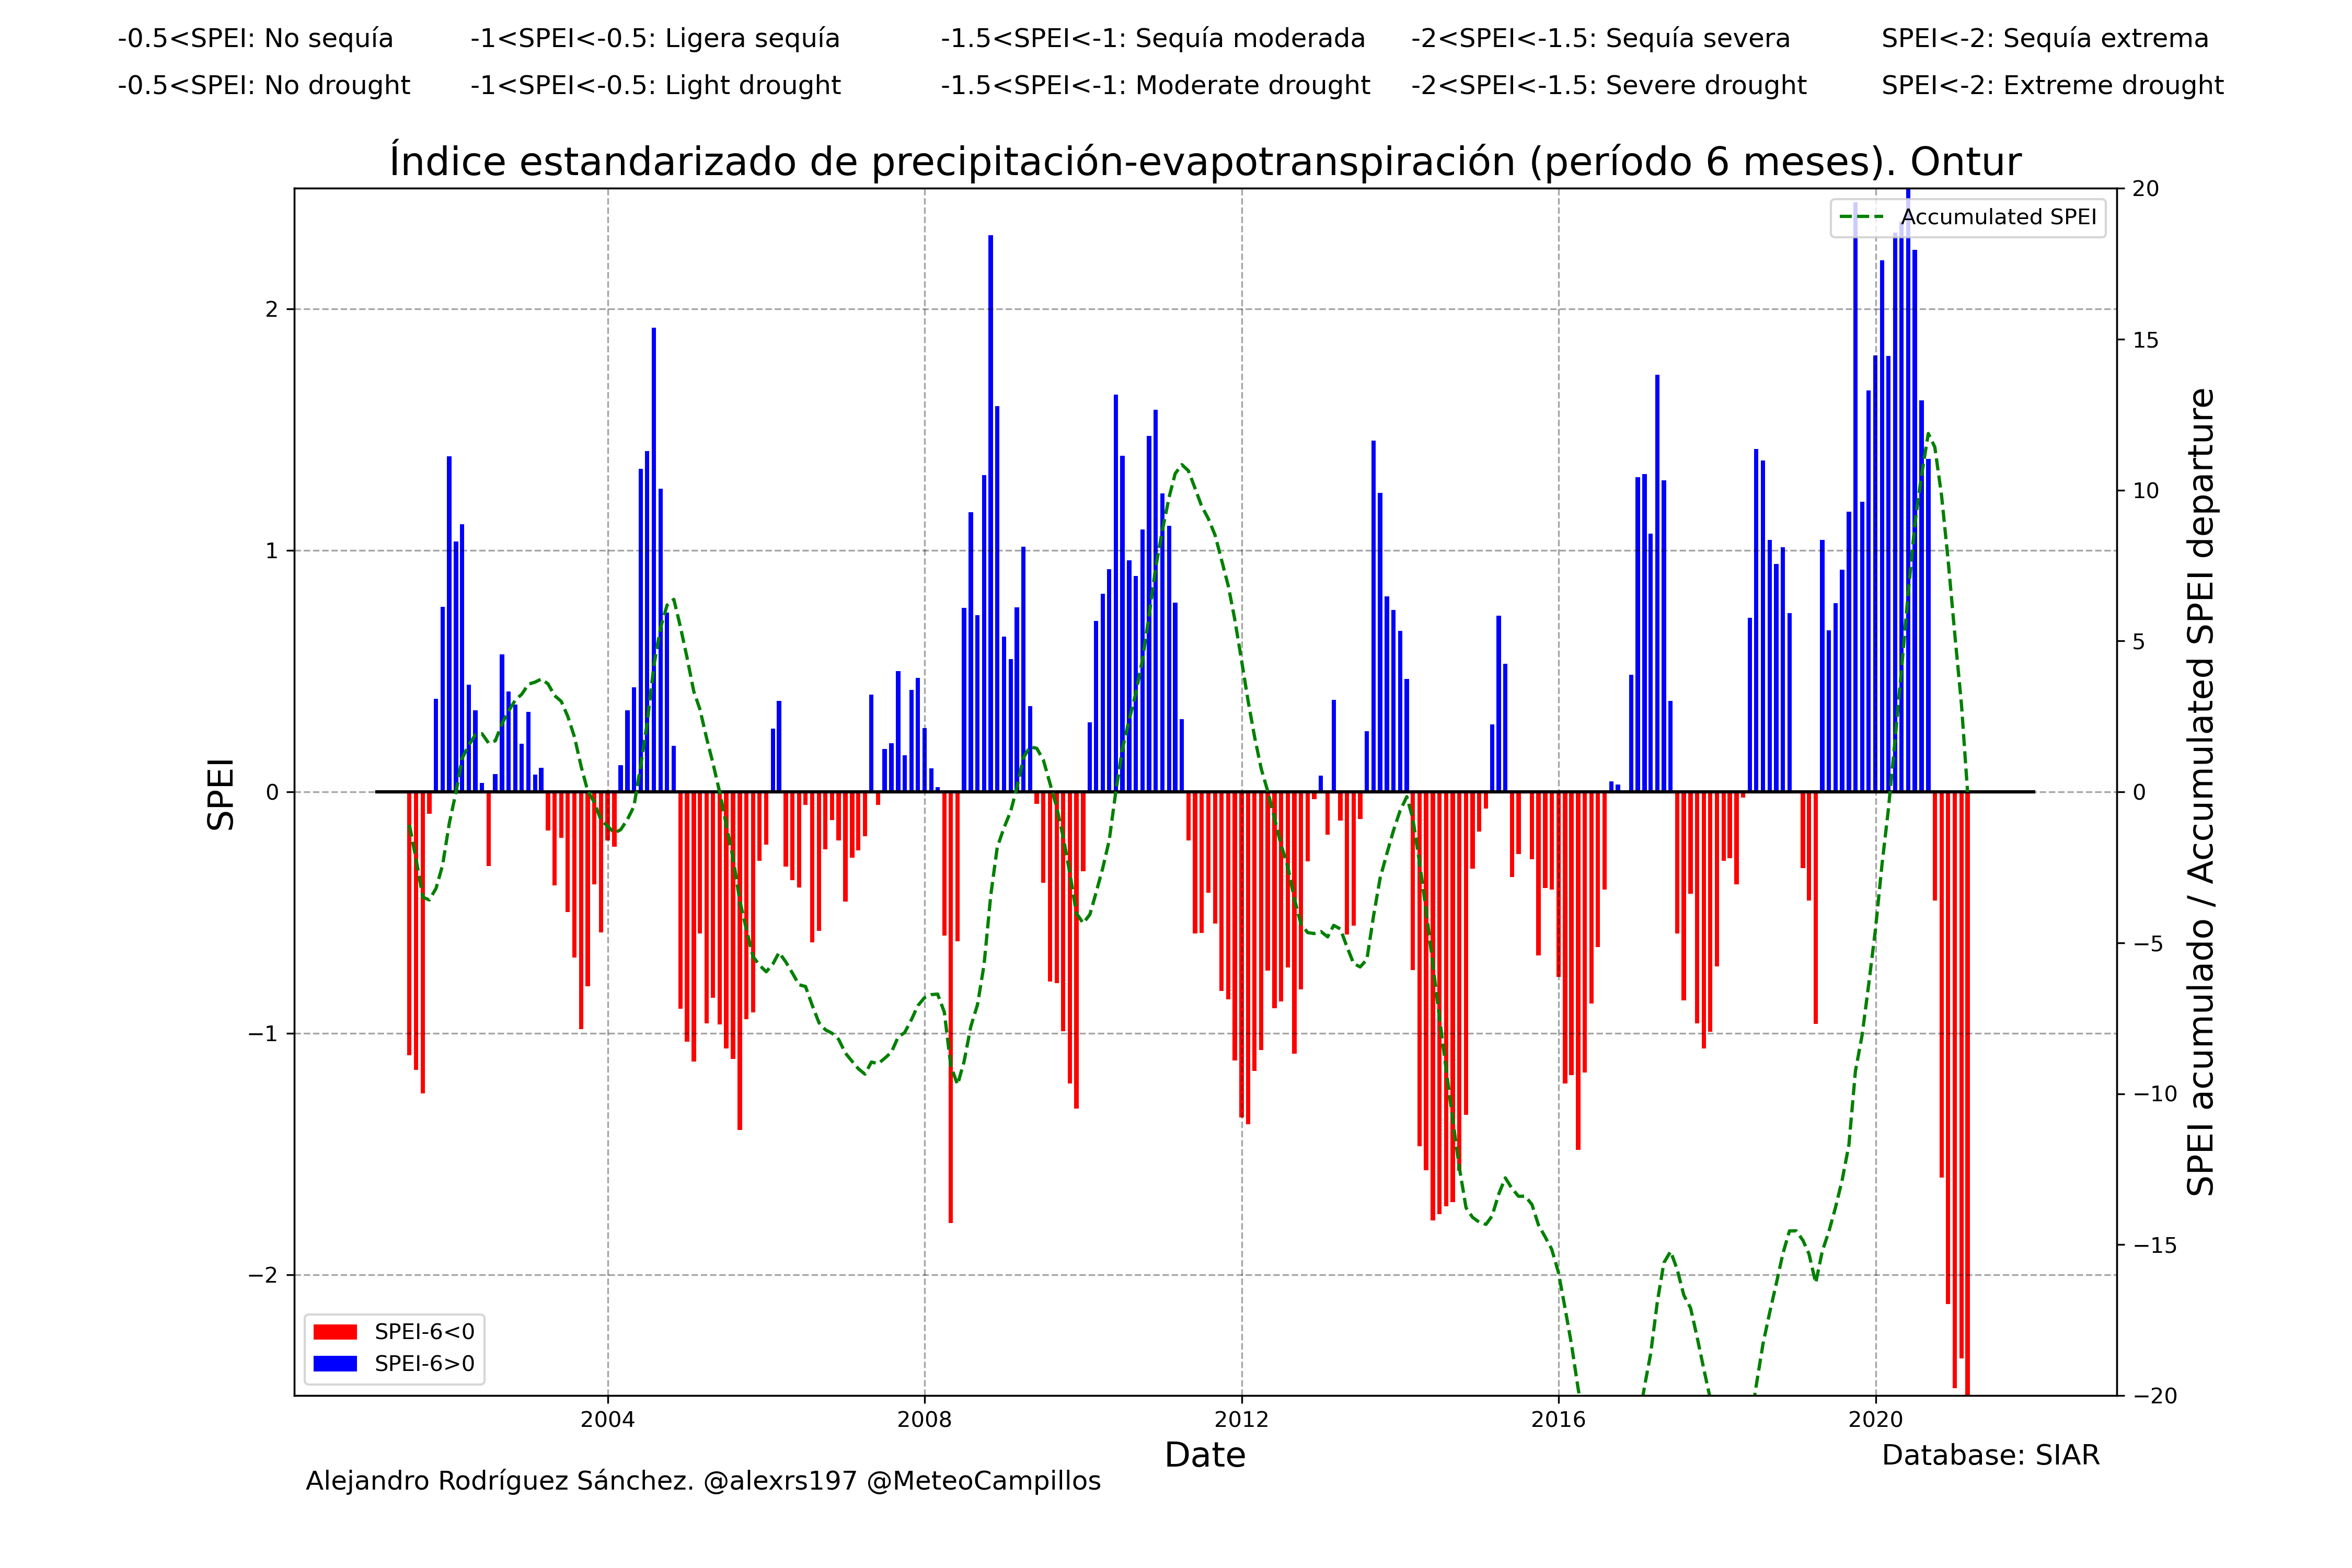 -0.5<SPEI: No sequía -1<SPEI<-0.5: Ligera sequía -1.5<SPEI<-1: Sequía moderada -2<SPEI<-1.5: Sequía severa SPEI<-2: Sequía extrema
-0.5<SPEI: No drought -1<SPEI<-0.5: Light drought -1.5<SPEI<-1: Moderate drought -2<SPEI<-1.5: Severe drought SPEI<-2: Extreme drought
Índice estandarizado de precipitación-evapotranspiración (período 6 meses). Ontur
Accumulated SPEI
SPEI
2
1
0
−1
−2
20
15
10
5
0
−5
−10
−15
−20
SPEI acumulado / Accumulated SPEI departure
SPEI-6<0
SPEI-6>0
2004 2008 2012 2016 2020
Date
Database: SIAR
Alejandro Rodríguez Sánchez. @alexrs197 @MeteoCampillos